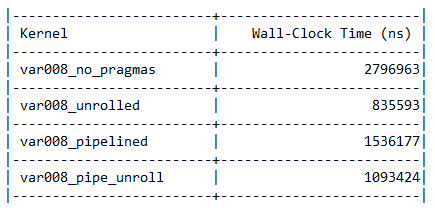 |-------------------------+-------------------------|
| Kernel                  |    Wall-Clock Time (ns) |
|-------------------------+-------------------------|
| var008_no_pragmas       |                 2796963 |
|-------------------------+-------------------------|
| var008_unrolled         |                  835593 |
|-------------------------+-------------------------|
| var008_pipelined        |                 1536177 |
|-------------------------+-------------------------|
| var008_pipe_unroll      |                 1093424 |
|-------------------------+-------------------------|